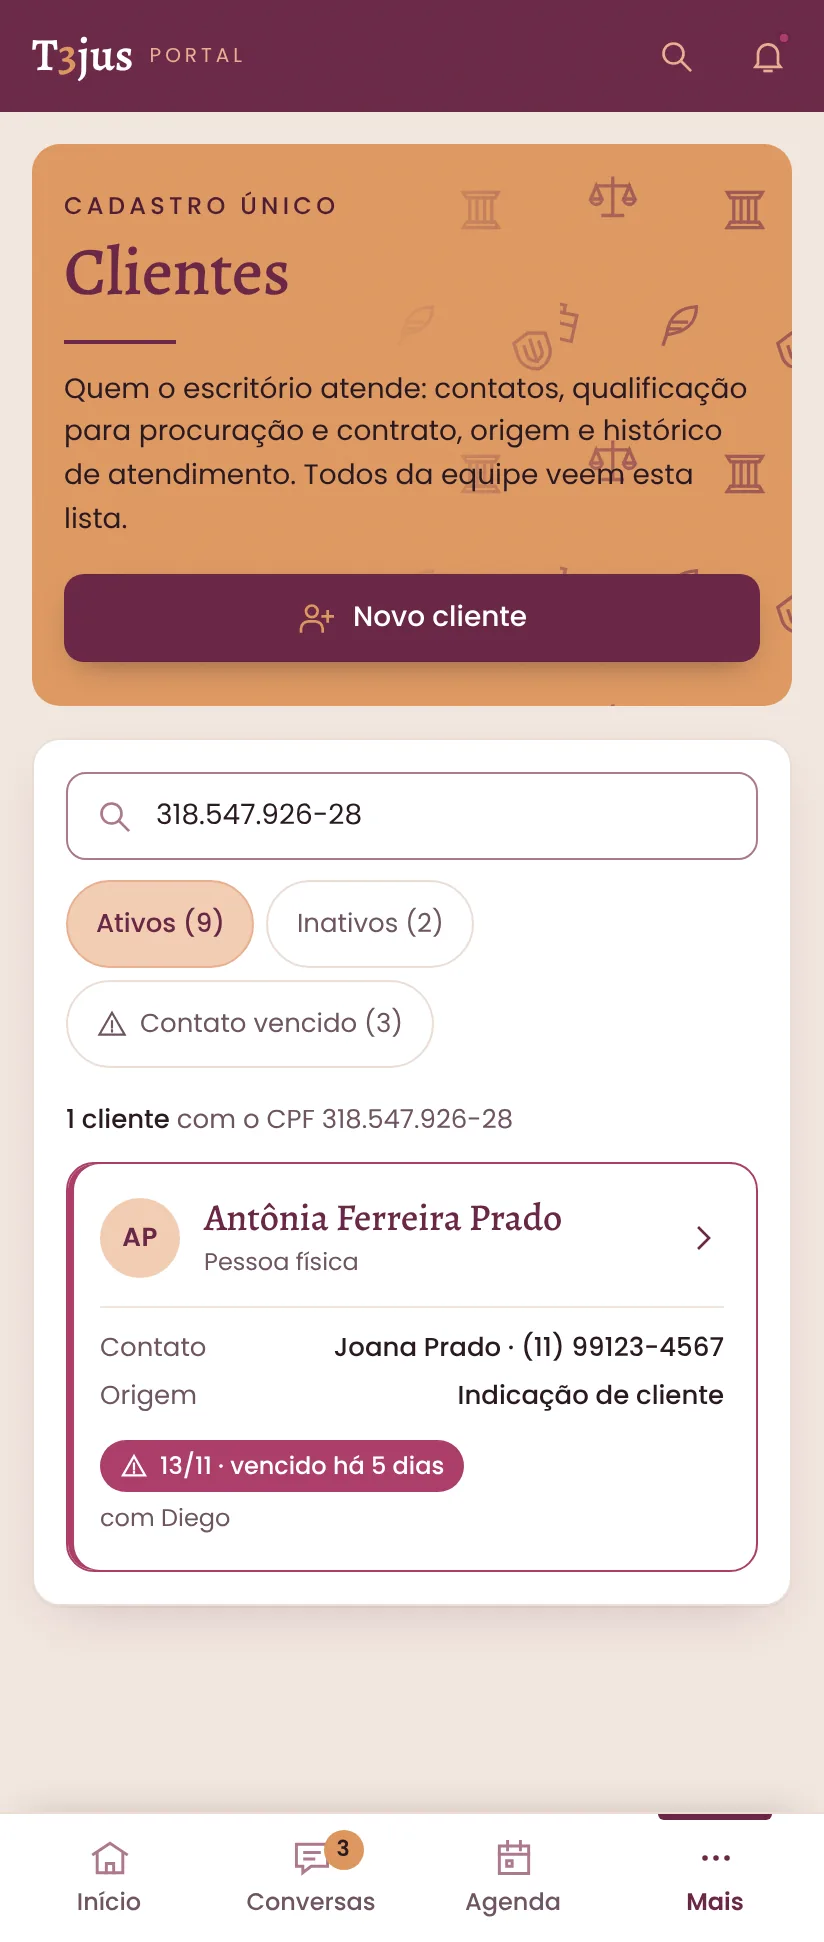 T3jus PORTAL
CADASTRO ÚNICO
Clientes
Quem o escritório atende: contatos, qualificação
para procuração e contrato, origem e histórico
de atendimento. Todos da equipe veem esta
lista.
Novo cliente
318.547.926-28
Ativos (9) Inativos (2)
Contato vencido (3)
1 cliente com o CPF 318.547.926-28
AP Antônia Ferreira Prado
Pessoa física
Contato Joana Prado · (11) 99123-4567
Origem Indicação de cliente
13/11 · vencido há 5 dias
com Diego
3
Início Conversas Agenda Mais